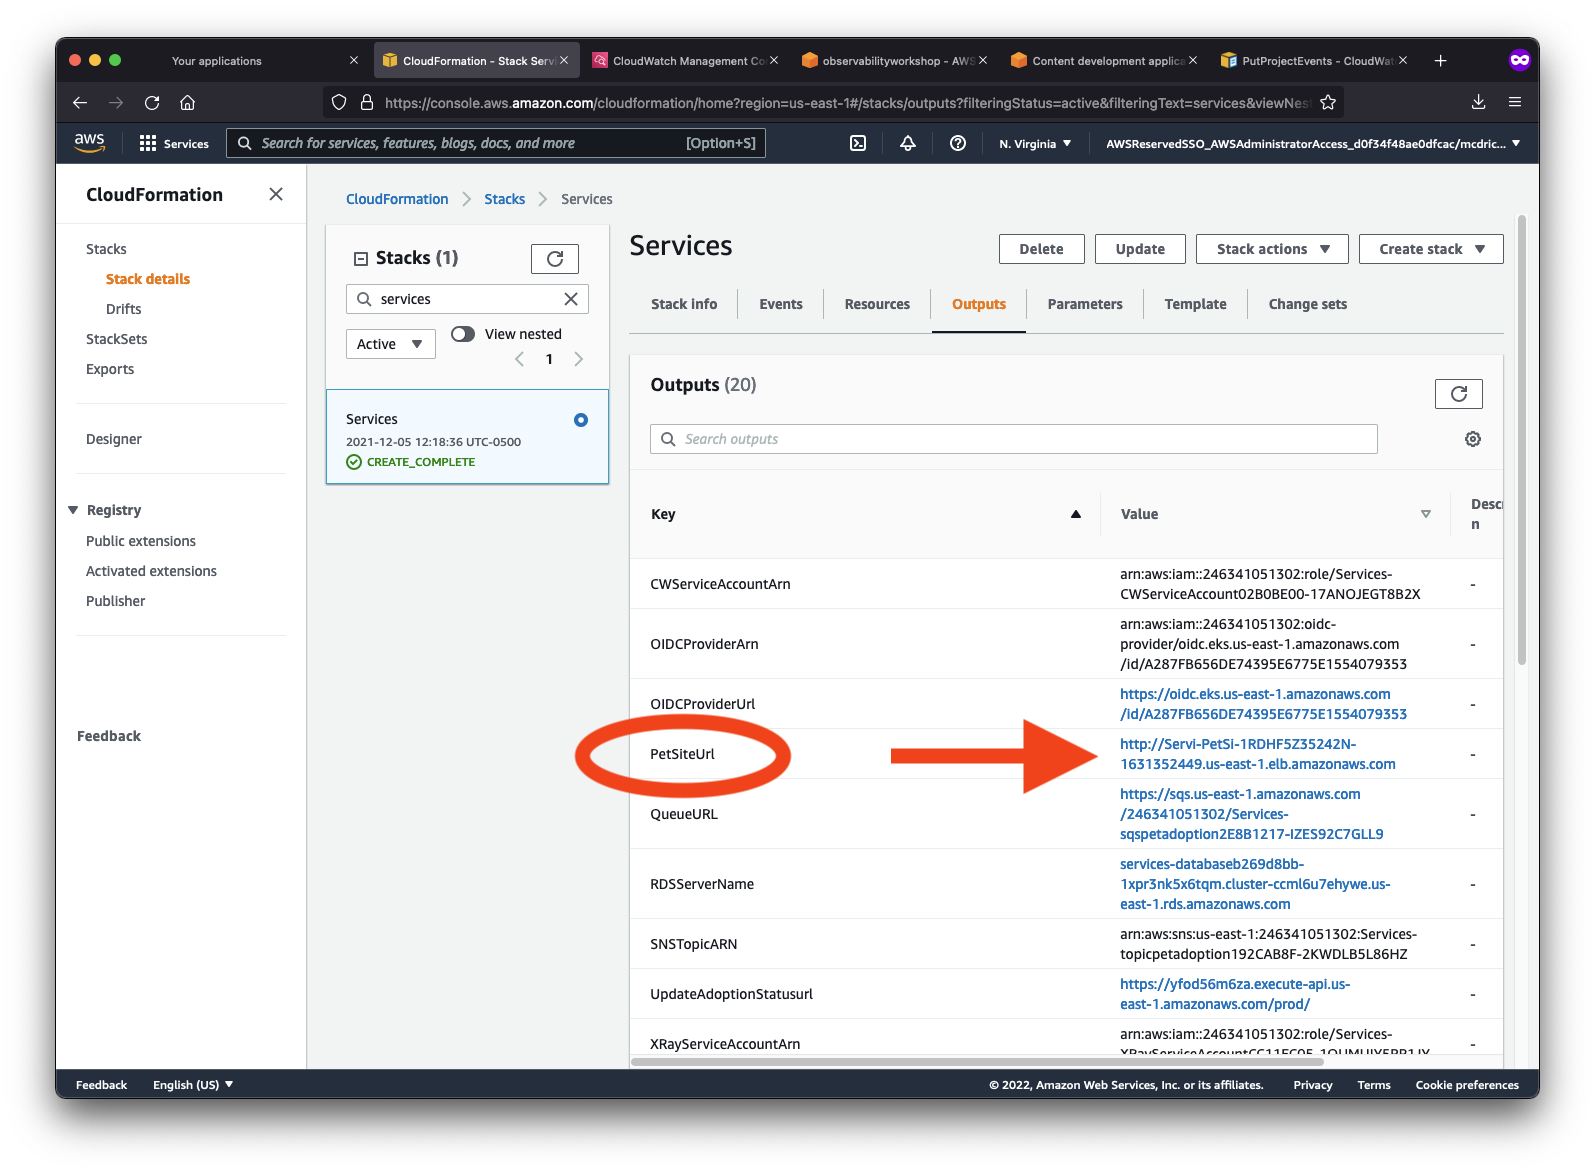 Your applications
CloudFormation - Stack Servi
CloudWatch Management Co
observabilityworkshop - AWS
Content development applica
PutProjectEvents - CloudWat
https://console.aws.amazon.com/cloudformation/home?region=us-east-1#/stacks/outputs?filteringStatus=active&filteringText=services&viewNes
aws
Services
Search for services, features, blogs, docs, and more
[Option+S]
N. Virginia
AWSReservedSSO_AWSAdministratorAccess_d0f34f48ae0dfcac/mcdric...
CloudFormation
Stacks
Stack details
Drifts
StackSets
Exports
Designer
Registry
Public extensions
Activated extensions
Publisher
Feedback
CloudFormation
Stacks
Services
Stacks (1)
services
Active
View nested
1
Services
2021-12-05 12:18:36 UTC-0500
CREATE_COMPLETE
Services
Delete
Update
Stack actions
Create stack
Stack info
Events
Resources
Outputs
Parameters
Template
Change sets
Outputs (20)
Search outputs
Key
Value
Descr
n
CWServiceAccountArn
arn:aws:iam::246341051302:role/Services-
CWServiceAccount02B0BE00-17ANOJEGT8B2X
-
OIDCProviderArn
arn:aws:iam::246341051302:oidc-
provider/oidc.eks.us-east-1.amazonaws.com
/id/A287FB656DE74395E6775E1554079353
-
OIDCProviderUrl
https://oidc.eks.us-east-1.amazonaws.com
/id/A287FB656DE74395E6775E1554079353
-
PetSiteUrl
http://Servi-PetSi-1RDHF5Z35242N-
1631352449.us-east-1.elb.amazonaws.com
-
QueueURL
https://sqs.us-east-1.amazonaws.com
/246341051302/Services-
sqspetadoption2E8B1217-IZES92C7GLL9
-
RDSServerName
services-databaseb269d8bb-
1xpr3nk5x6tqm.cluster-ccml6u7ehywe.us-
east-1.rds.amazonaws.com
-
SNSTopicARN
arn:aws:sns:us-east-1:246341051302:Services-
topicpetadoption192CAB8F-2KWDLB5L86HZ
-
UpdateAdoptionStatusurl
https://yfod56m6za.execute-api.us-
east-1.amazonaws.com/prod/
-
XRayServiceAccountArn
arn:aws:iam::246341051302:role/Services-
-
Feedback
English (US)
© 2022, Amazon Web Services, Inc. or its affiliates.
Privacy
Terms
Cookie preferences